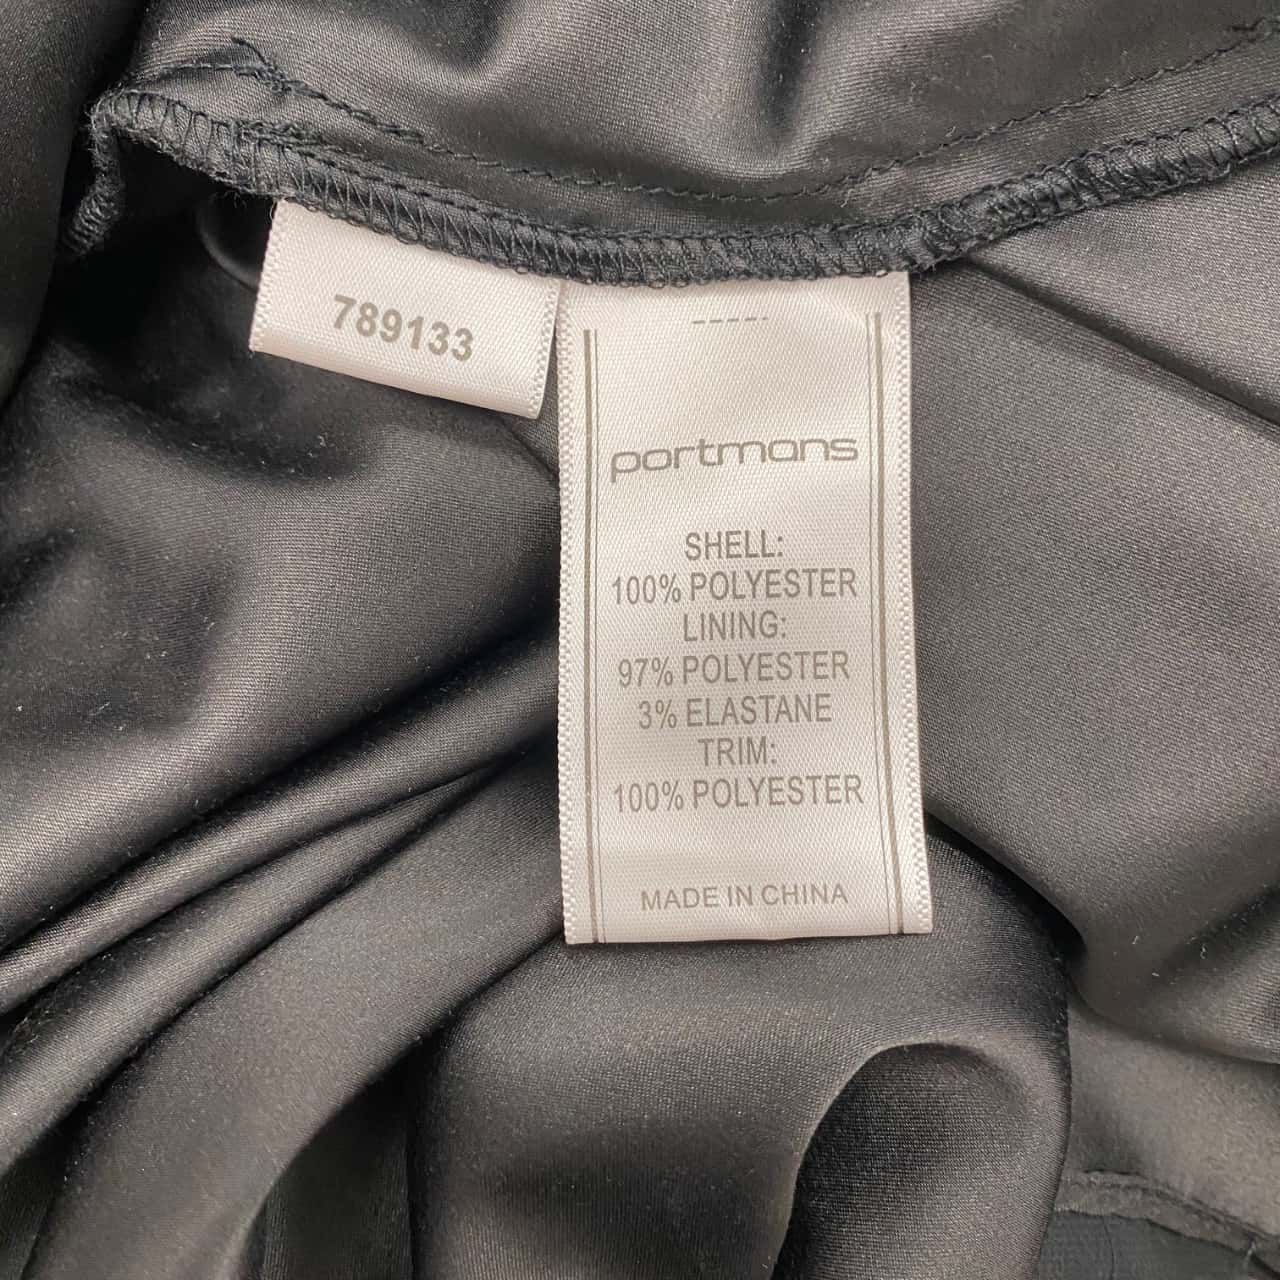 789133
portmans
SHELL:
100% POLYESTER
LINING:
97% POLYESTER
3% ELASTANE
TRIM:
100% POLYESTER
MADE IN CHINA